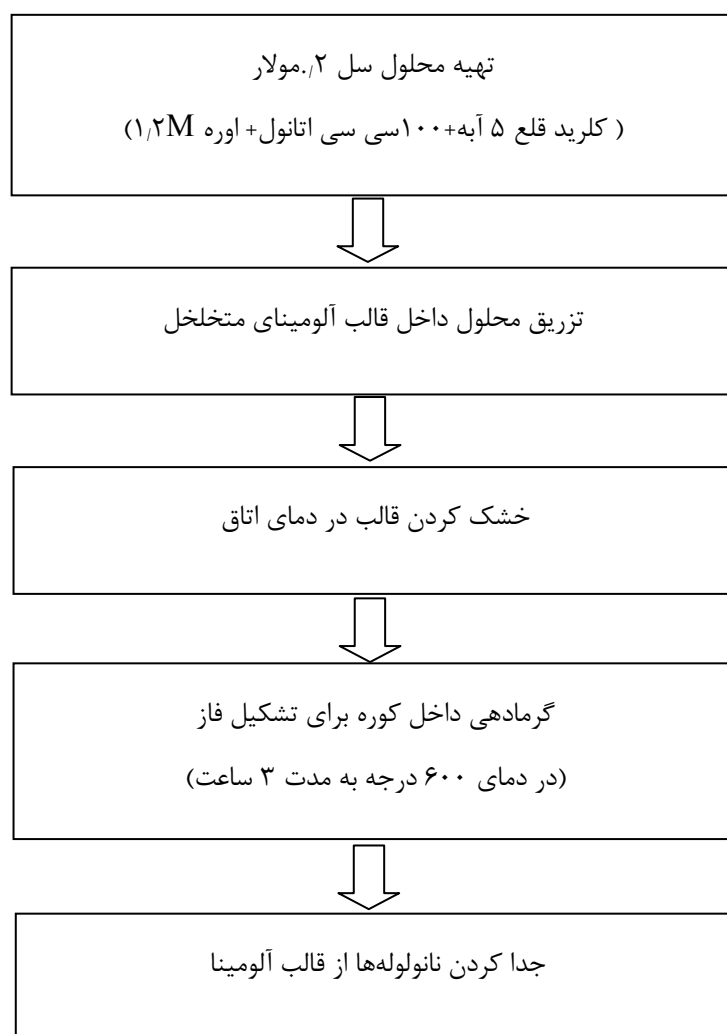 تهیه محلول سل ۲/.مولار
( کلرید قلع ۵ آبه+۱۰۰سی سی اتانول+ اوره ۱/۲M)
تزریق محلول داخل قالب آلومینای متخلخل
خشک کردن قالب در دمای اتاق
گرمادهی داخل کوره برای تشکیل فاز
(در دمای ۶۰۰ درجه به مدت ۳ ساعت)
جدا کردن نانولوله‌ها از قالب آلومینا